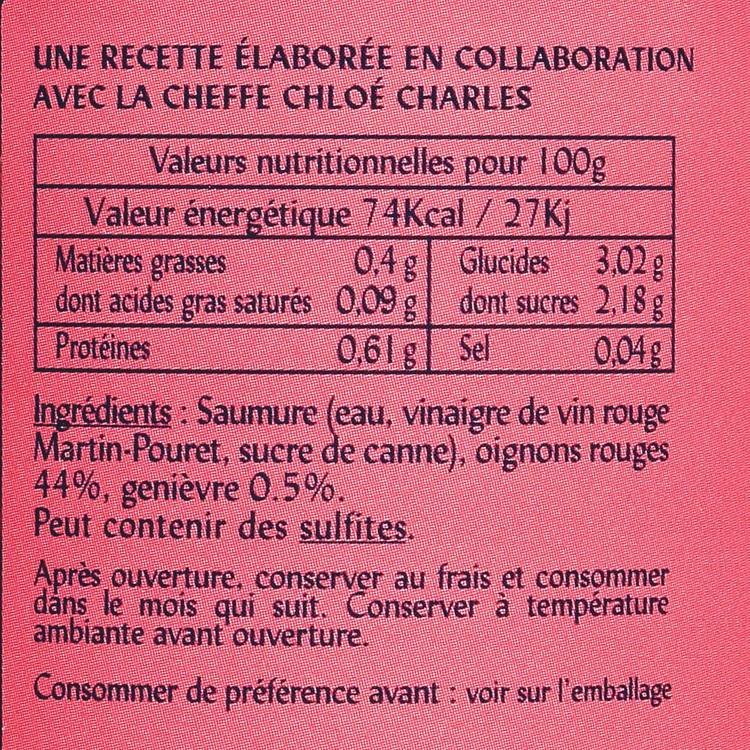 UNE RECETTE ÉLABORÉE EN COLLABORATION
AVEC LA CHEFFE CHLOÉ CHARLES
Valeurs nutritionnelles pour 100g
Valeur énergétique 74Kcal / 27Kj
Matières grasses 0,4 g Glucides 3,02 g
dont acides gras saturés 0,09 g dont sucres 2,18 g
Protéines 0,61 g Sel 0,04 g
Ingrédients : Saumure (eau, vinaigre de vin rouge
Martin-Pouret, sucre de canne), oignons rouges
44%, genièvre 0.5%.
Peut contenir des sulfites.
Après ouverture, conserver au frais et consommer
dans le mois qui suit. Conserver à température
ambiante avant ouverture.
Consommer de préférence avant : voir sur l'emballage